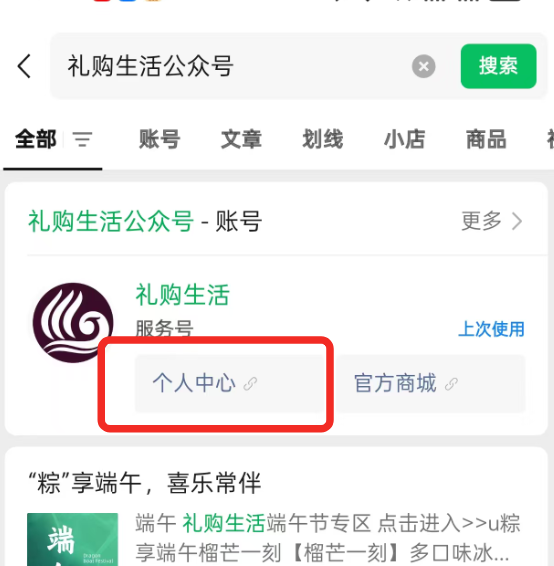 礼购生活公众号
搜索
全部
账号
文章
划线
小店
商品
礼购生活公众号 - 账号
更多
礼购生活
服务号
上次使用
个人中心
官方商城
“粽”享端午，喜乐常伴
端午 礼购生活端午节专区 点击进入>>u粽
享端午榴芒一刻【榴芒一刻】多口味冰...
端